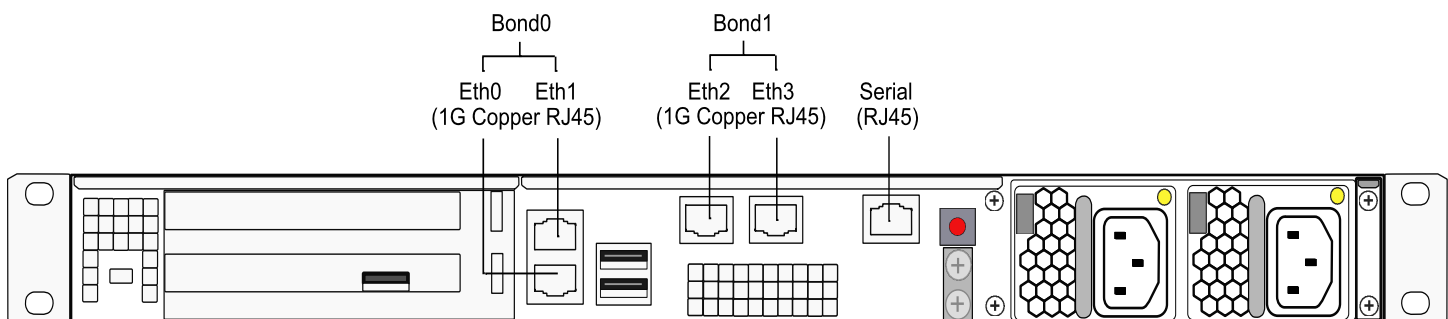 Bond0 Bond1
Eth0 Eth1 Eth2 Eth3 Serial
(1G Copper RJ45) (1G Copper RJ45) (RJ45)